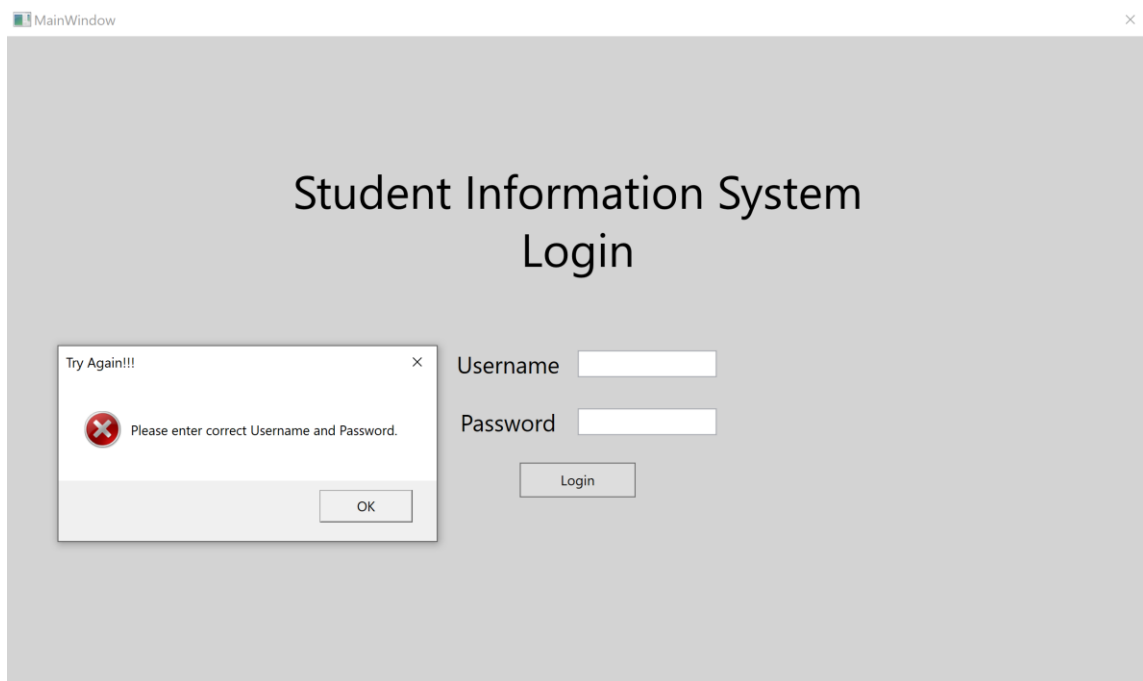 MainWindow
Student Information System
Login
Try Again!!!
Please enter correct Username and Password.
OK
Username
Password
Login